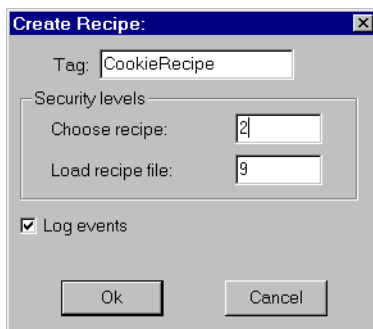 Create Recipe:
Tag: CookieRecipe
Security levels
Choose recipe: 2
Load recipe file: 9
Log events
Ok Cancel